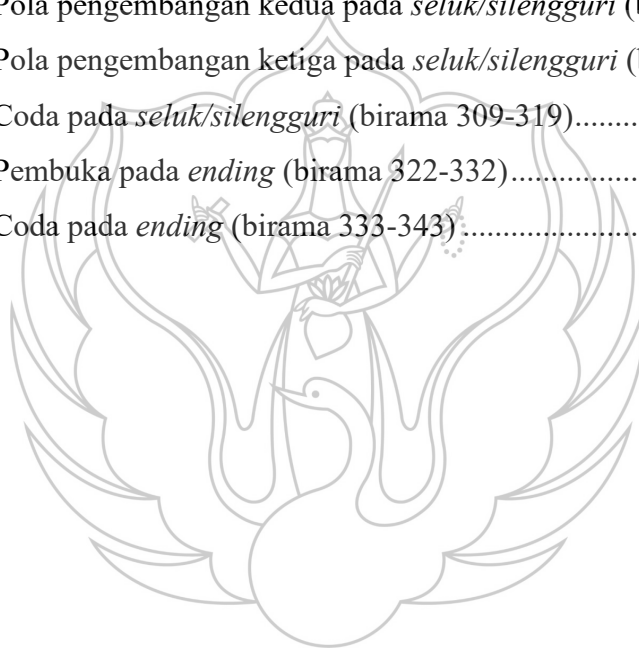 Pola pengembangan kedua pada seluk/silengguri (b
Pola pengembangan ketiga pada seluk/silengguri (b
Coda pada seluk/silengguri (birama 309-319).........
Pembuka pada ending (birama 322-332)..................
Coda pada ending (birama 333-343) ........................